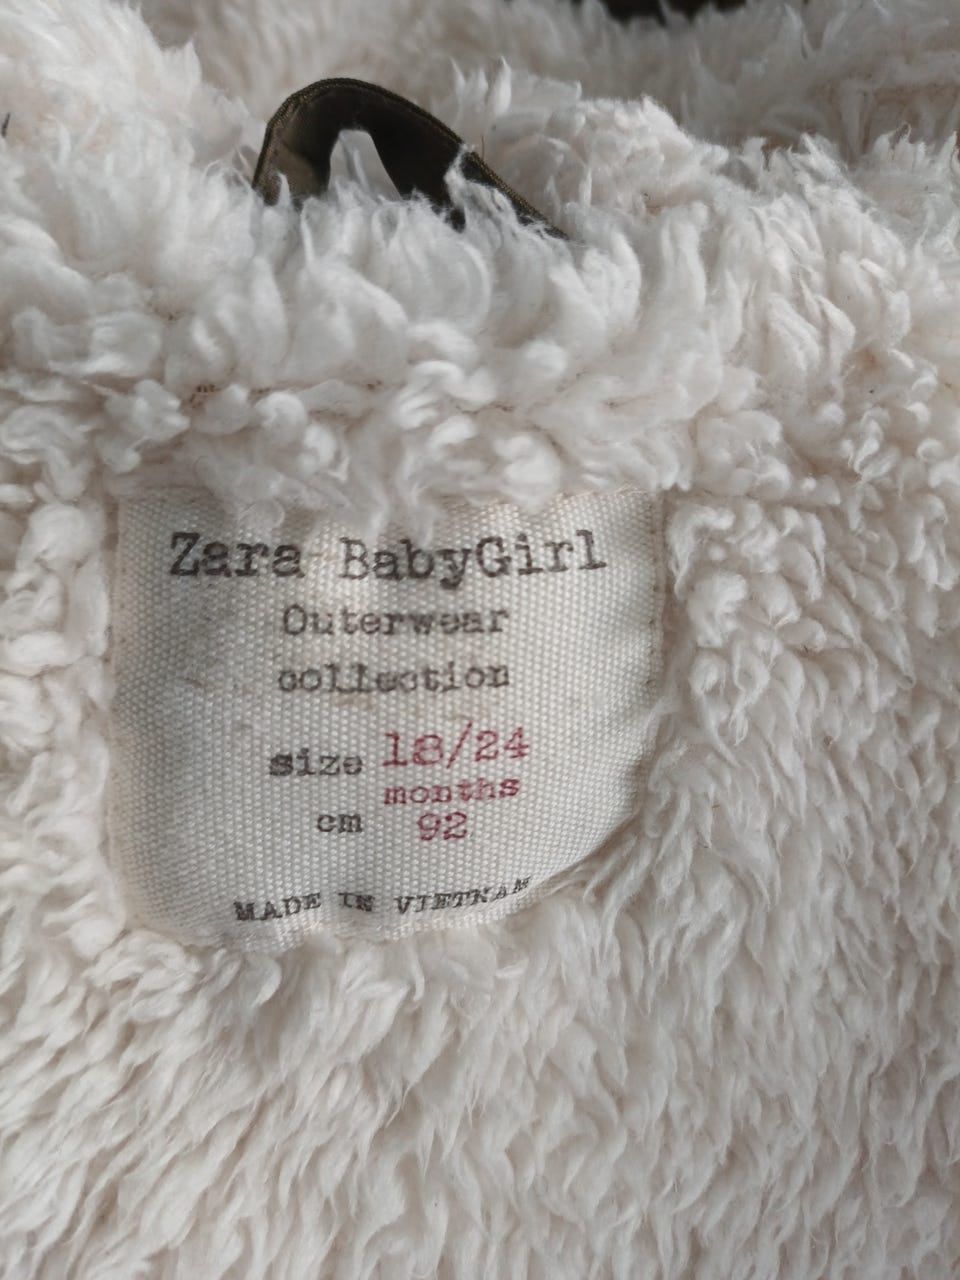 Zara BabyGirl
Outerwear
collection
size 18/24
months
cm 92
MADE IN VIETNAM